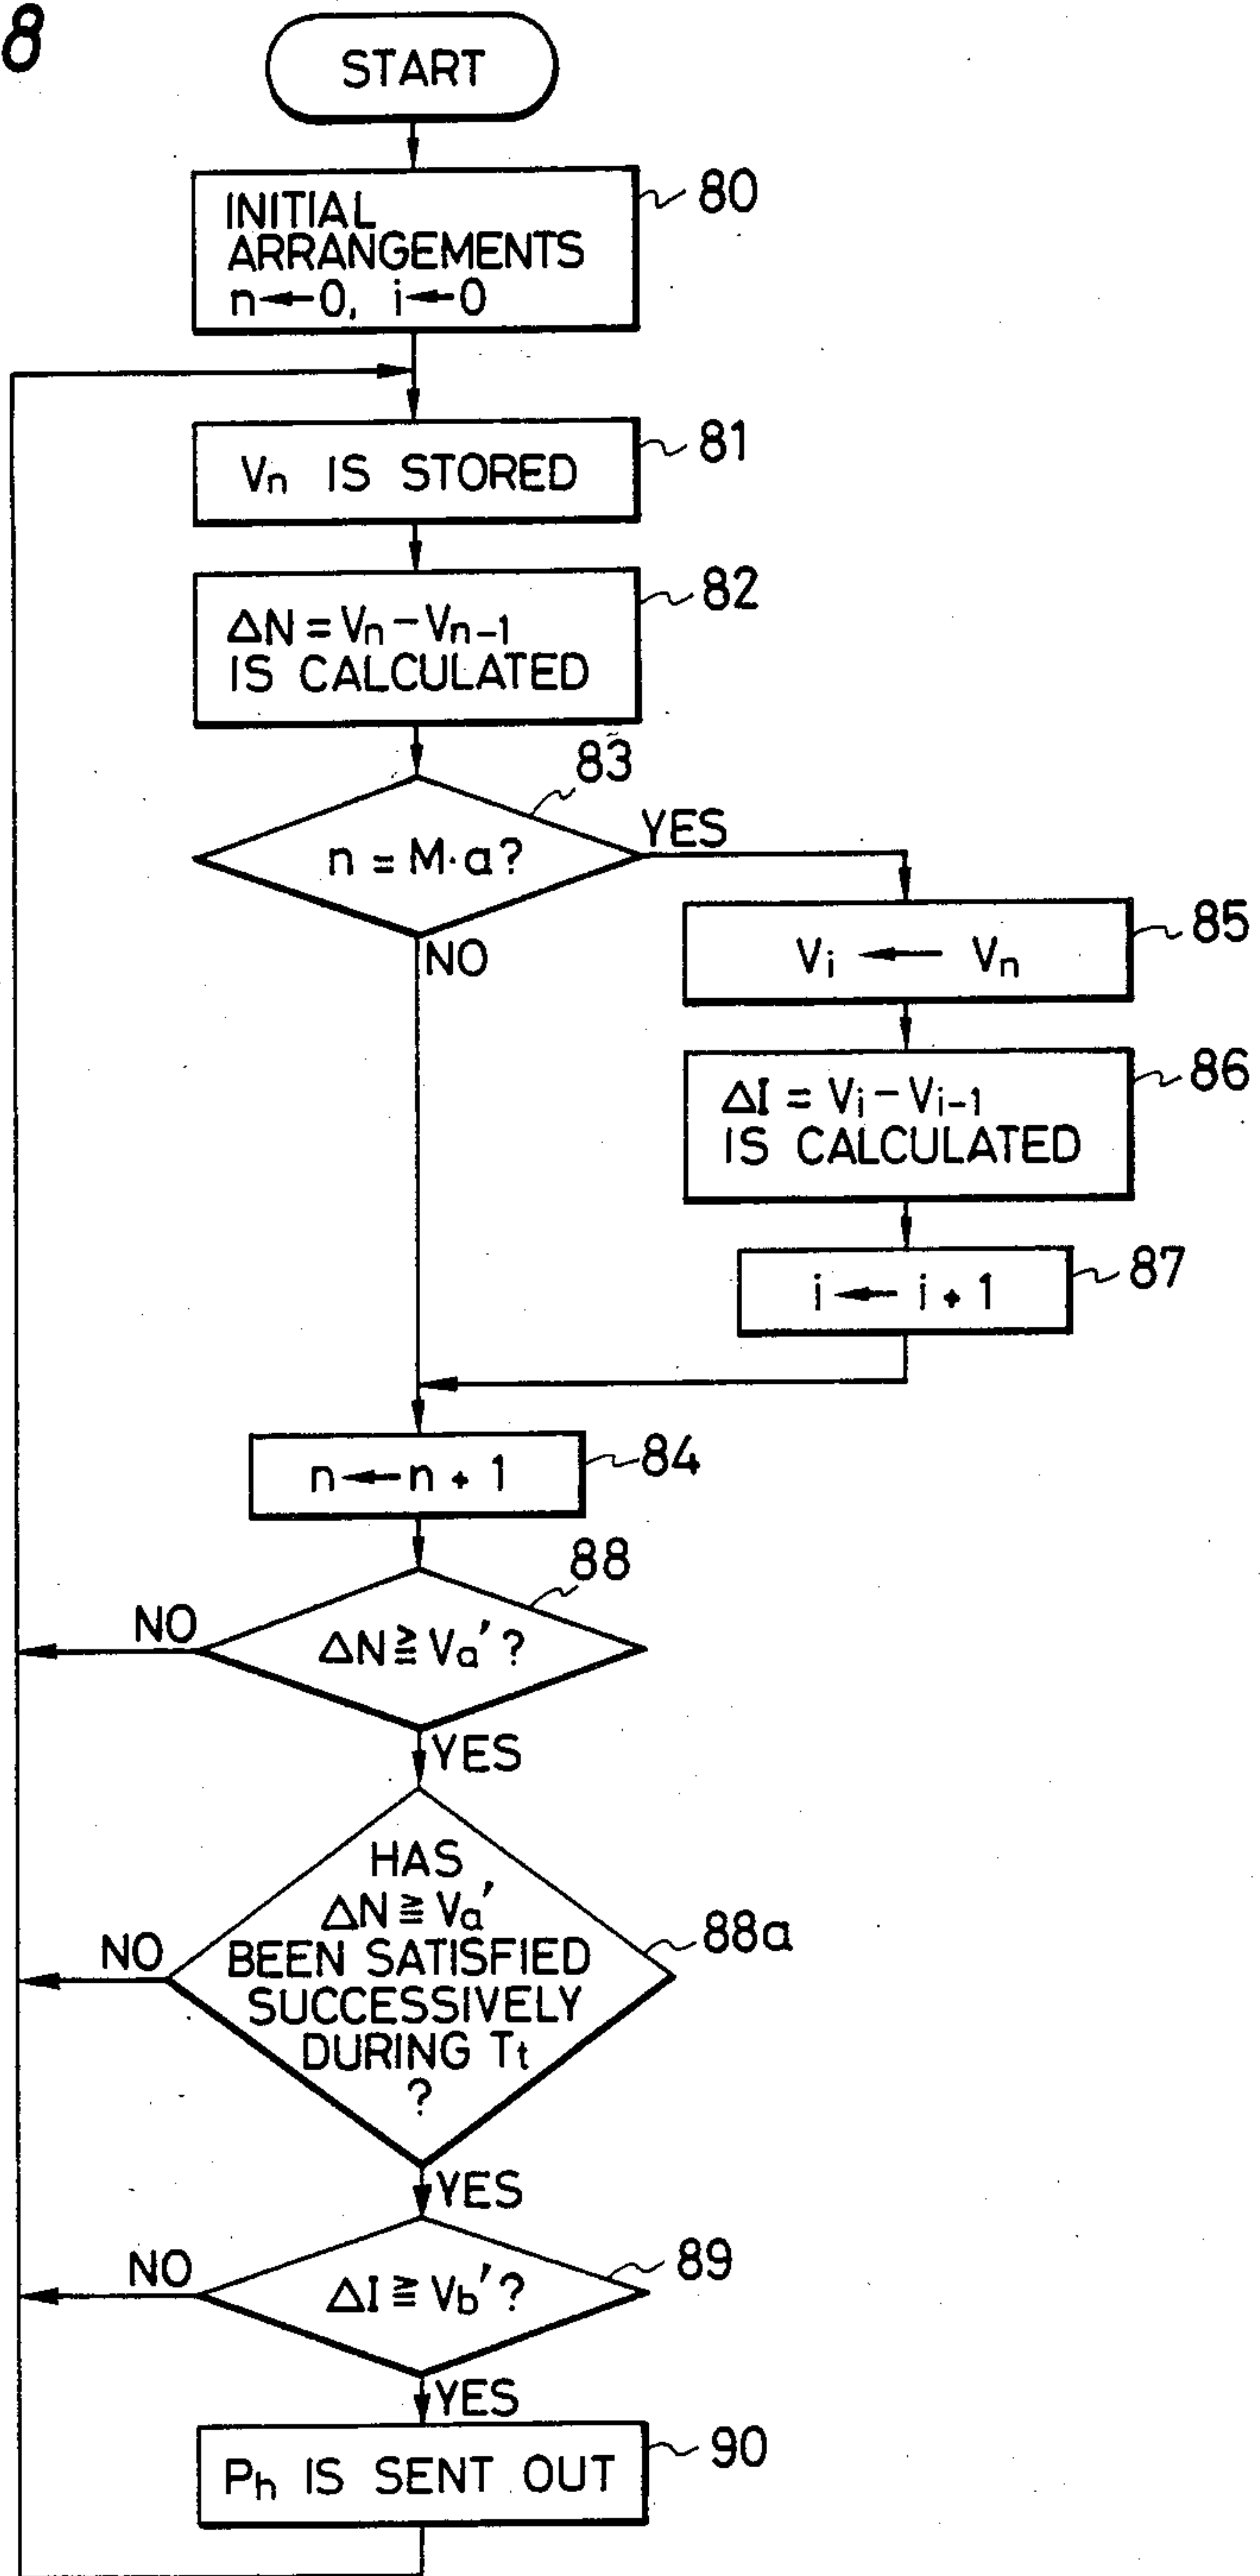 8
START
80
INITIAL
ARRANGEMENTS
n←0, i←0
81
Vn IS STORED
82
ΔN = Vn − Vn−1
IS CALCULATED
83
n = M·a?
YES
NO
85
Vi ← Vn
86
ΔI = Vi − Vi−1
IS CALCULATED
87
i ← i + 1
84
n ← n + 1
88
ΔN ≧ Va'?
NO
YES
88a
HAS
ΔN ≧ Va'
BEEN SATISFIED
SUCCESSIVELY
DURING Tt
?
NO
YES
89
ΔI ≧ Vb'?
NO
YES
90
Ph IS SENT OUT